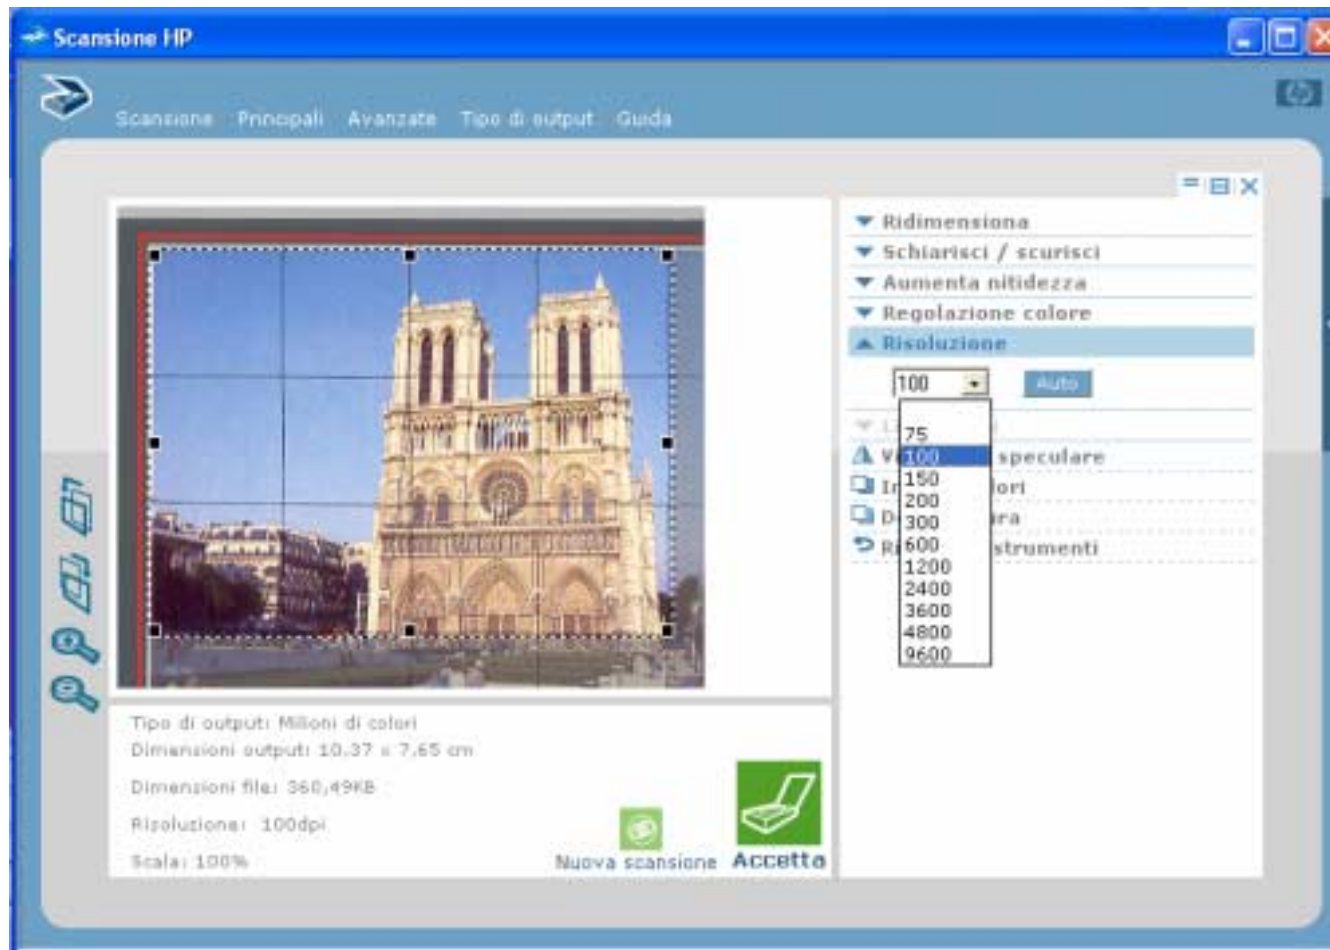 Scansione HP
Scansione Principali Avanzate Tipo di output Guida
Ridimensiona
Schiarisci / scurisci
Aumenta nitidezza
Regolazione colore
Risoluzione
100 Auto
75
100
speculare
150
200
300
600
strumenti
1200
2400
3600
4800
9600
Tipo di output: Milioni di colori
Dimensioni output: 10,37 x 7,65 cm
Dimensioni file: 360,49KB
Risoluzione: 100dpi
Scala: 100%
Nuova scansione Accetta